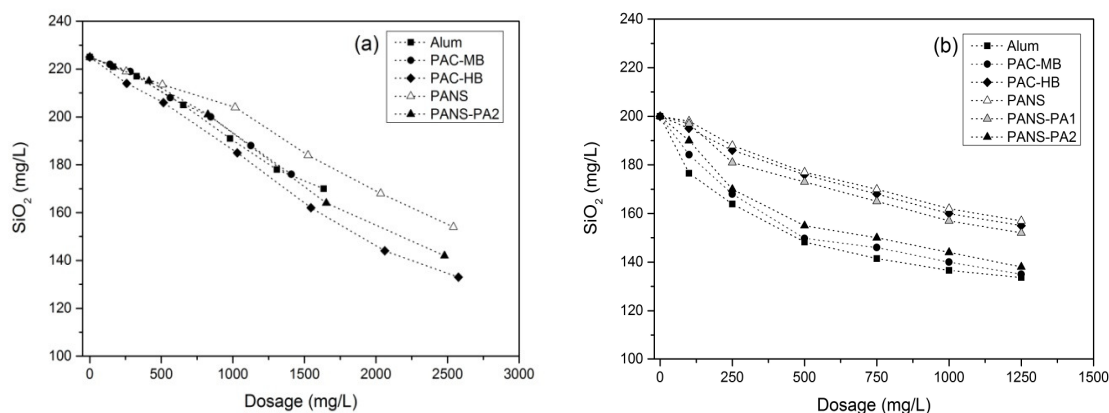 (a)
Alum
PAC-MB
PAC-HB
PANS
PANS-PA2
240
220
200
180
160
140
120
100
SiO₂ (mg/L)
0 500 1000 1500 2000 2500 3000
Dosage (mg/L)
(b)
Alum
PAC-MB
PAC-HB
PANS
PANS-PA1
PANS-PA2
240
220
200
180
160
140
120
100
SiO₂ (mg/L)
0 250 500 750 1000 1250 1500
Dosage (mg/L)